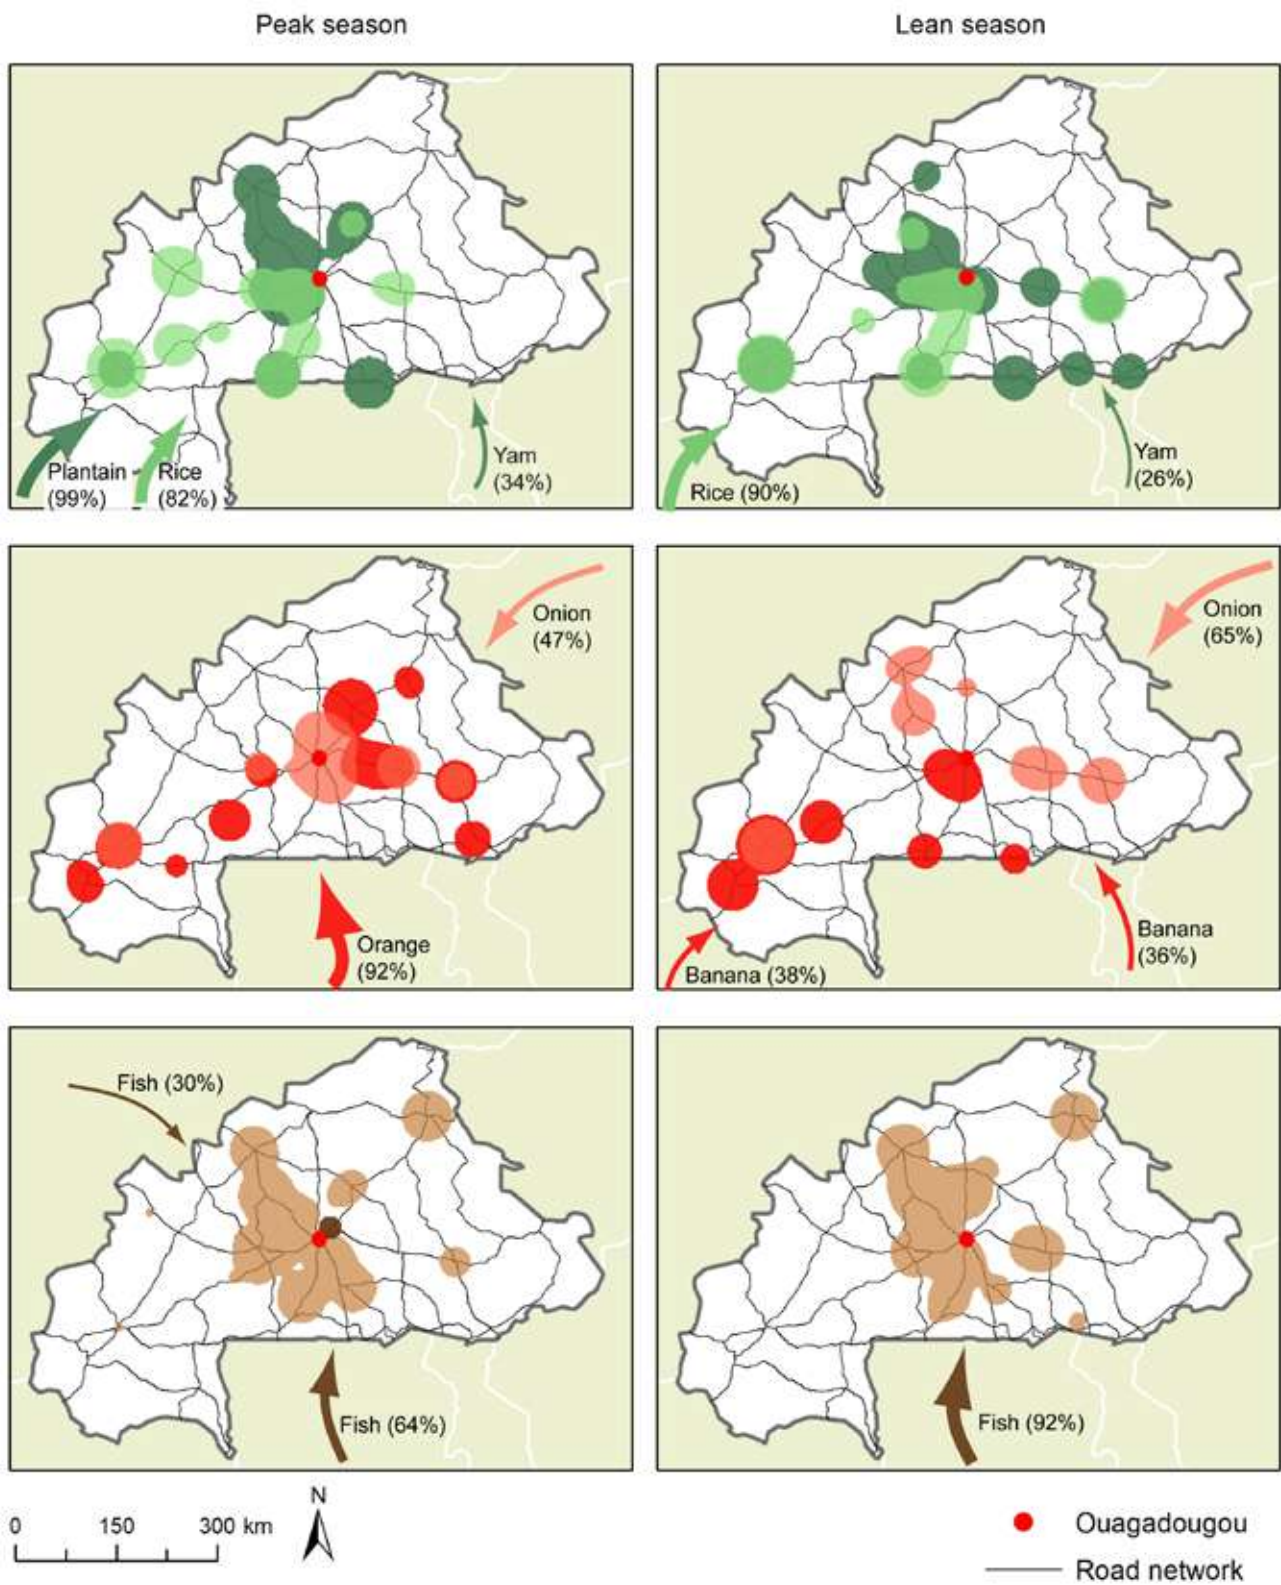 Peak season
Lean season
Plantain
(99%)
Rice
(82%)
Yam
(34%)
Rice (90%)
Yam
(26%)
Onion
(47%)
Orange
(92%)
Onion
(65%)
Banana (38%)
Banana
(36%)
Fish (30%)
Fish (64%)
Fish (92%)
0 150 300 km
N
Ouagadougou
Road network